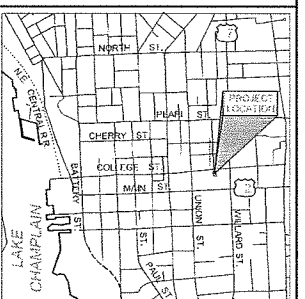 NORTH ST.
PEARL ST.
PROJECT
LOCATION
N.E. CENTRAL R.R.
CHERRY ST.
COLLEGE ST.
MAIN ST.
BATTERY ST.
ST.
UNION ST.
WILLARD ST.
PAUL ST.
LAKE
CHAMPLAIN